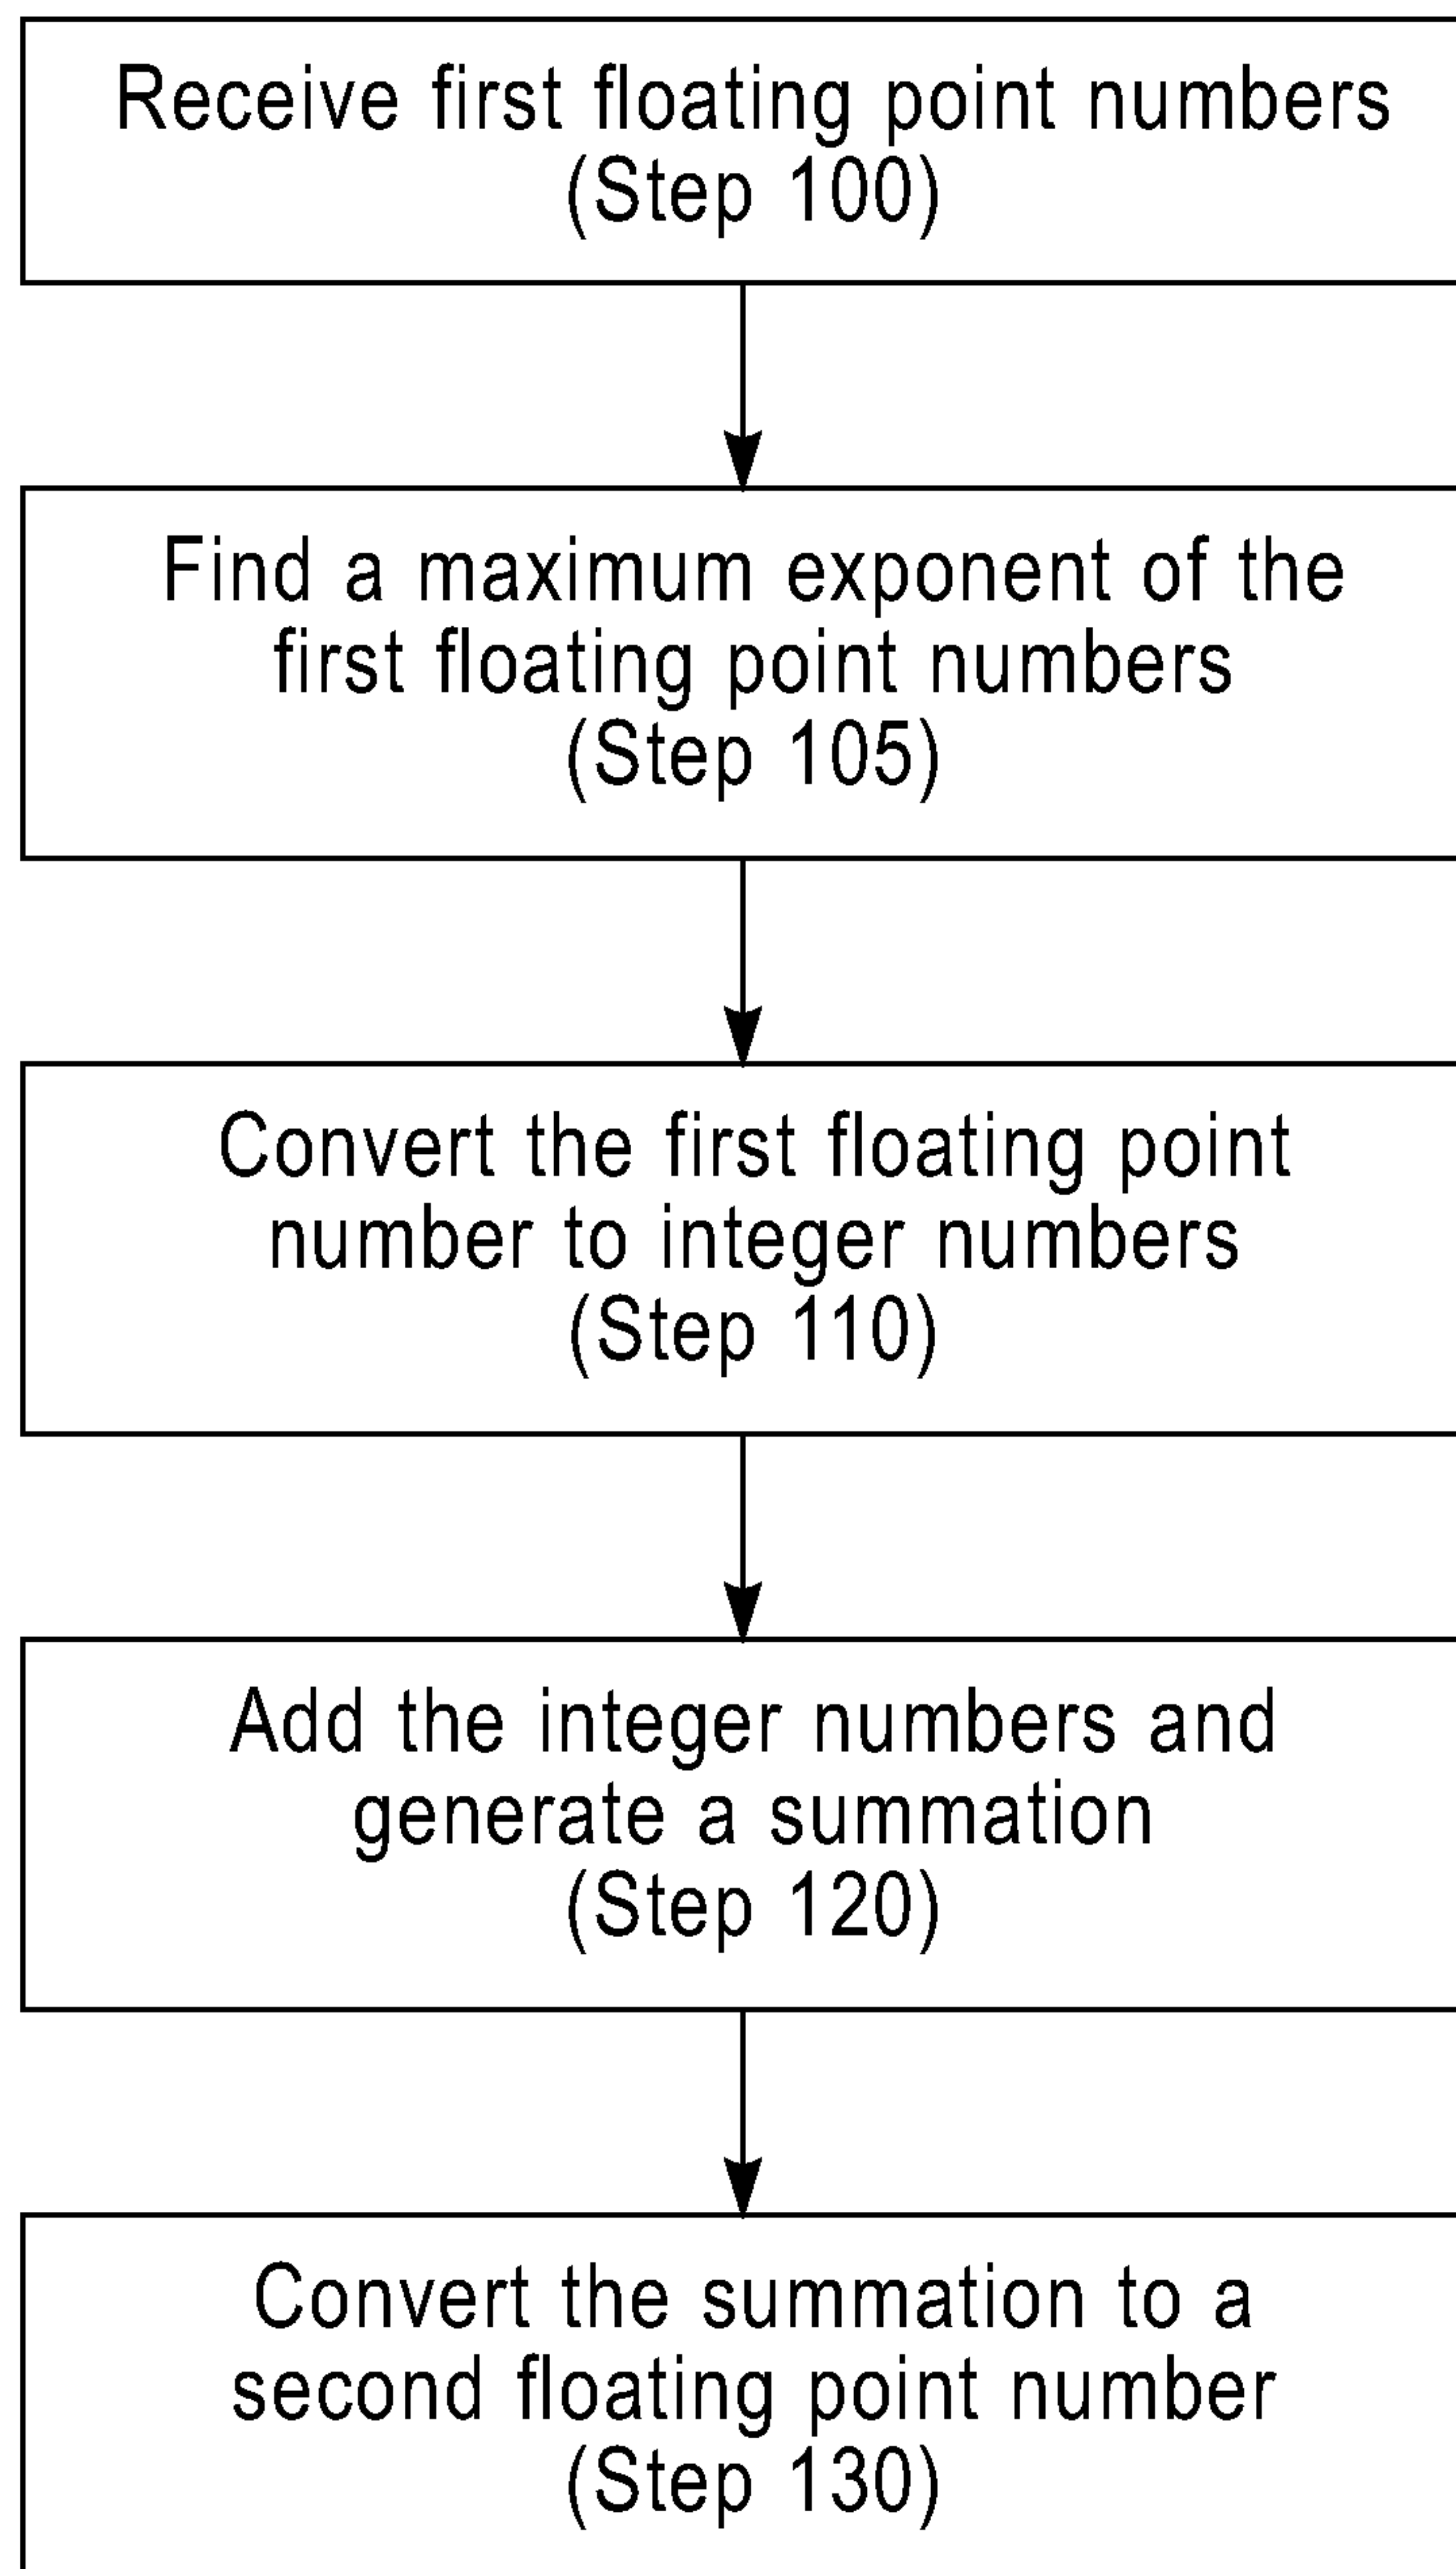 Receive first floating point numbers
(Step 100)
Find a maximum exponent of the
first floating point numbers
(Step 105)
Convert the first floating point
number to integer numbers
(Step 110)
Add the integer numbers and
generate a summation
(Step 120)
Convert the summation to a
second floating point number
(Step 130)